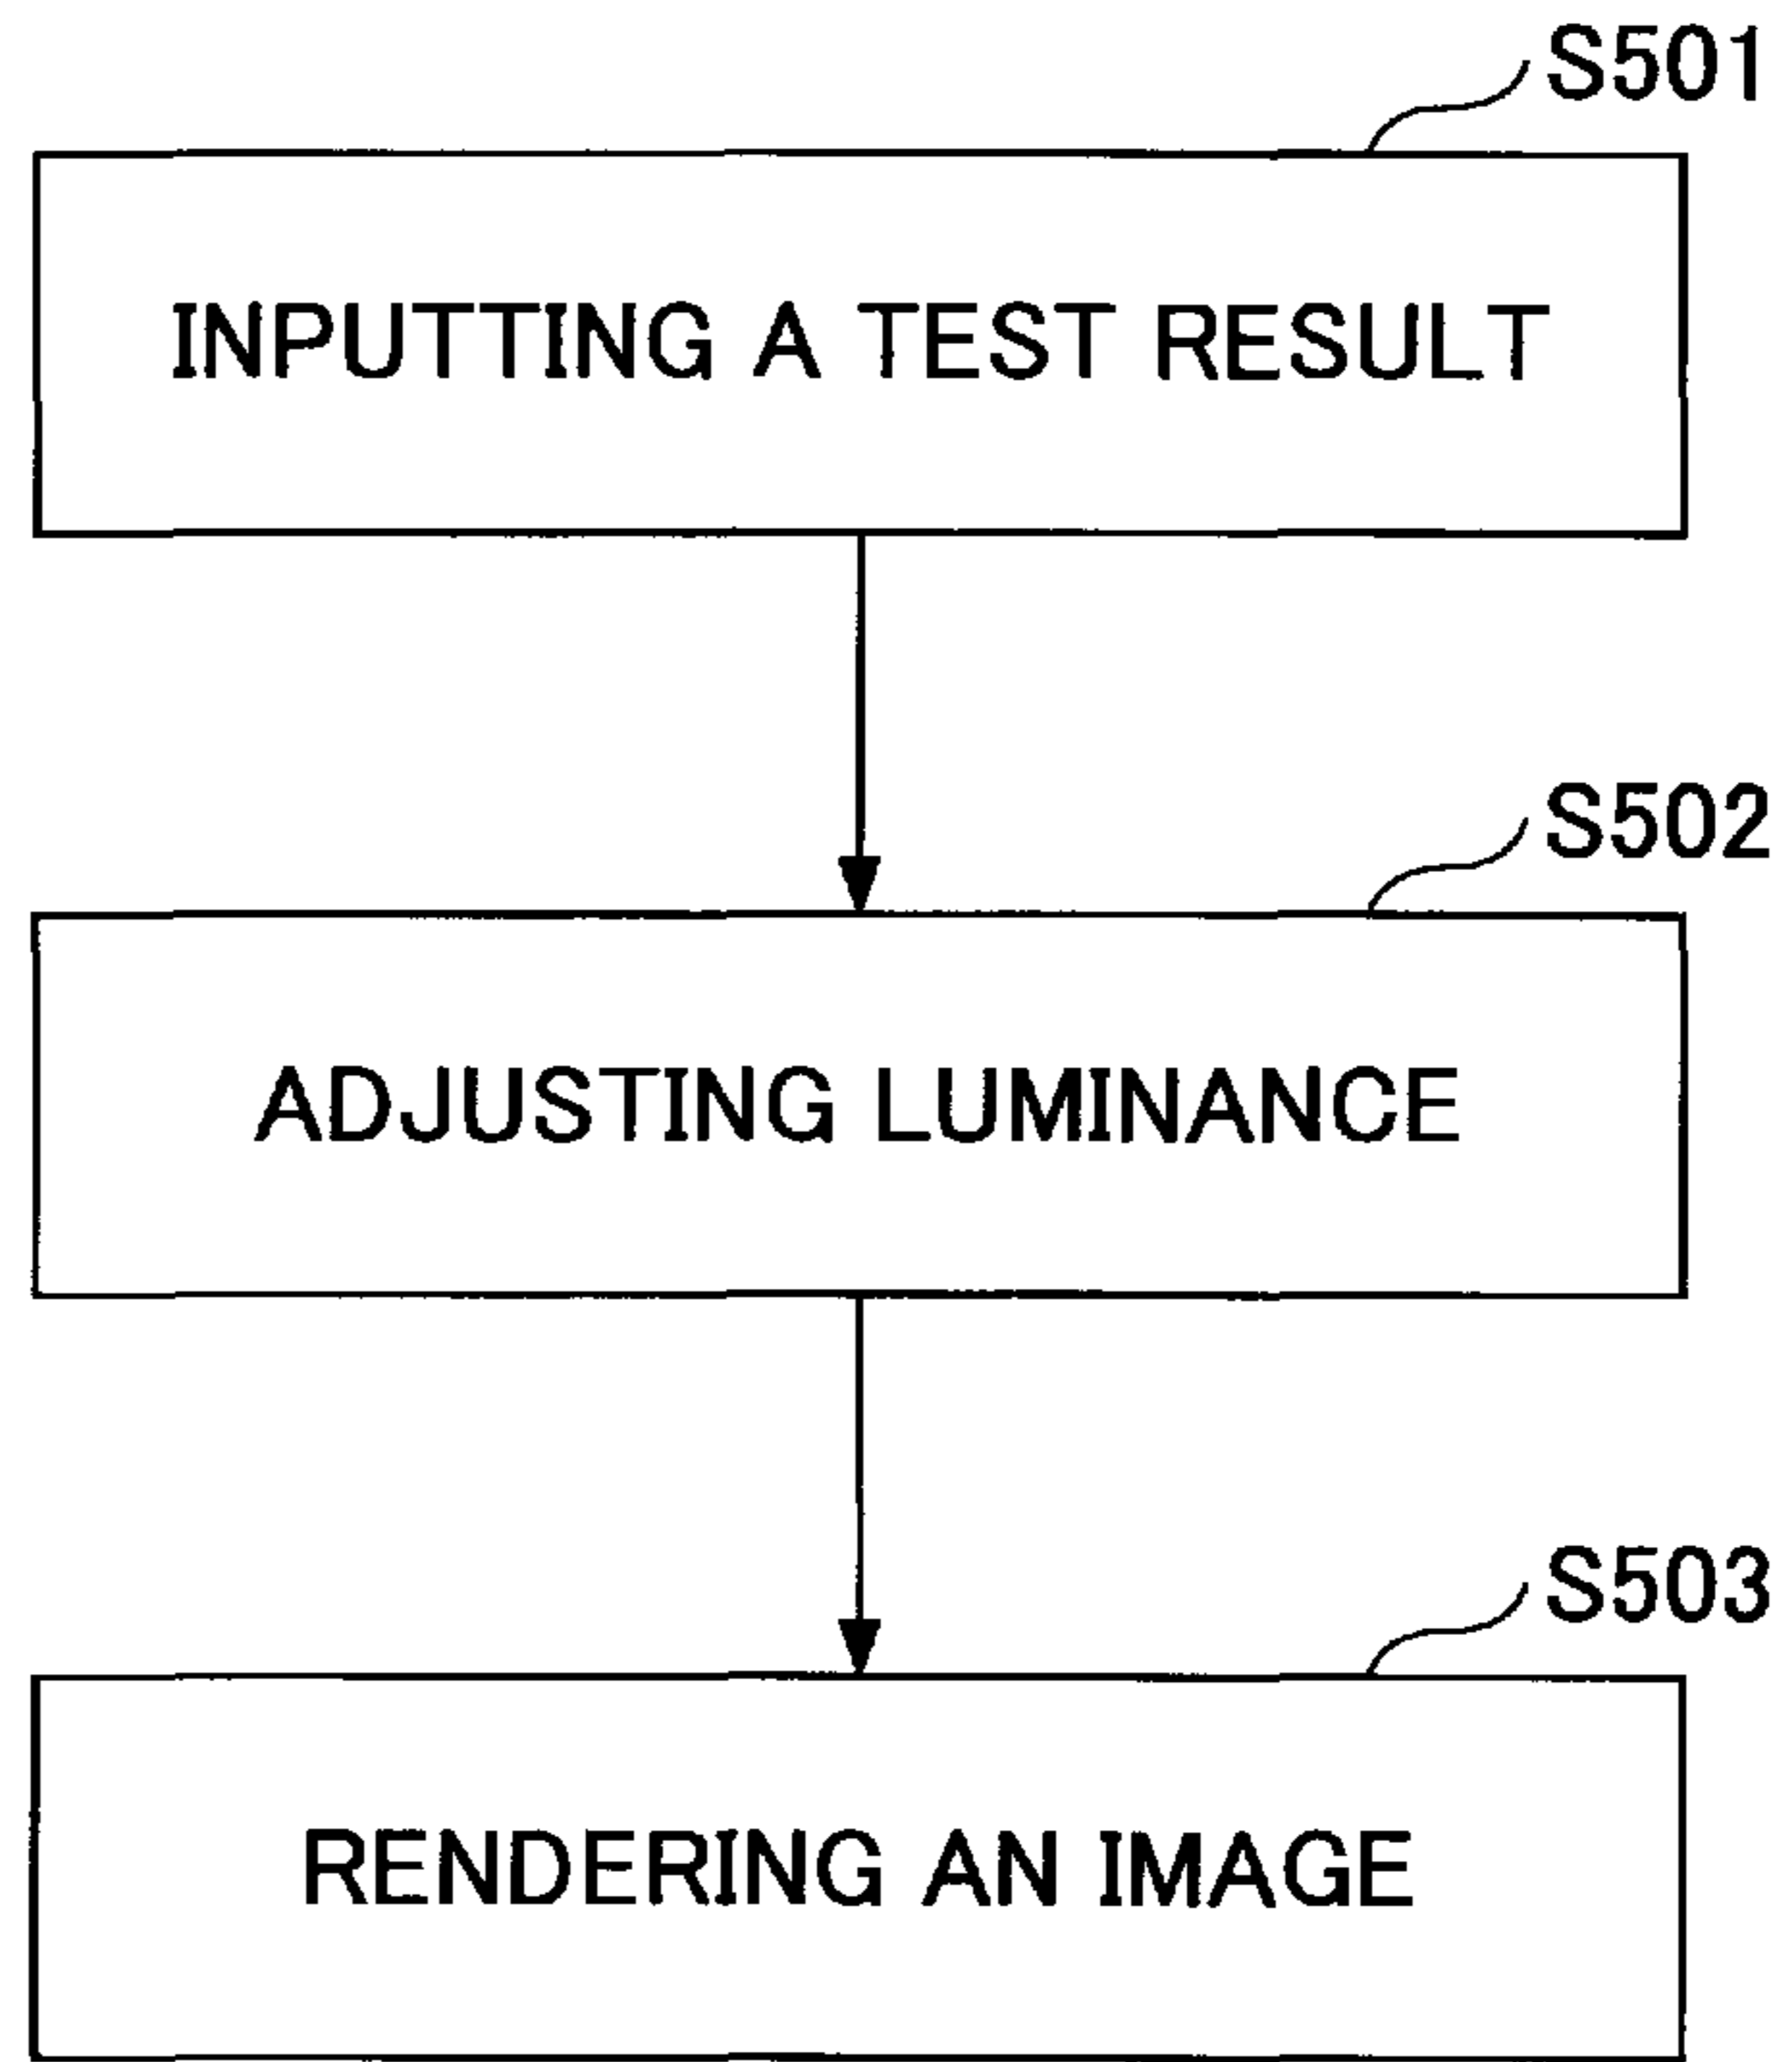 S501
INPUTTING A TEST RESULT
S502
ADJUSTING LUMINANCE
S503
RENDERING AN IMAGE